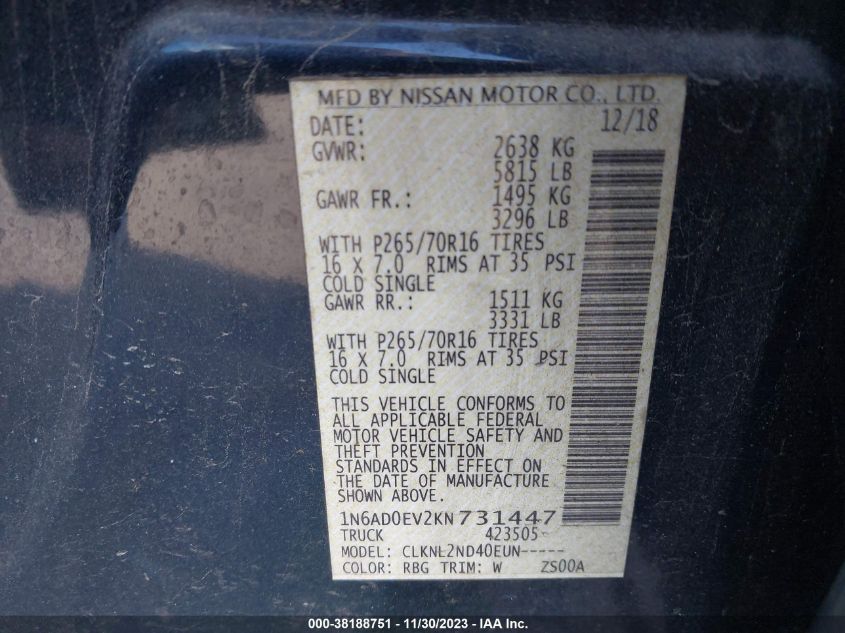 MFD BY NISSAN MOTOR CO., LTD.
DATE: 12/18
GVWR: 2638 KG
5815 LB
GAWR FR.: 1495 KG
3296 LB
WITH P265/70R16 TIRES
16 X 7.0 RIMS AT 35 PSI
COLD SINGLE
GAWR RR.: 1511 KG
3331 LB
WITH P265/70R16 TIRES
16 X 7.0 RIMS AT 35 PSI
COLD SINGLE
THIS VEHICLE CONFORMS TO
ALL APPLICABLE FEDERAL
MOTOR VEHICLE SAFETY AND
THEFT PREVENTION
STANDARDS IN EFFECT ON
THE DATE OF MANUFACTURE
SHOWN ABOVE.
1N6AD0EV2KN731447
TRUCK 423505-
MODEL: CLKNL2ND40EUN-----
COLOR: RBG TRIM: W ZS00A
000-38188751 - 11/30/2023 - IAA Inc.